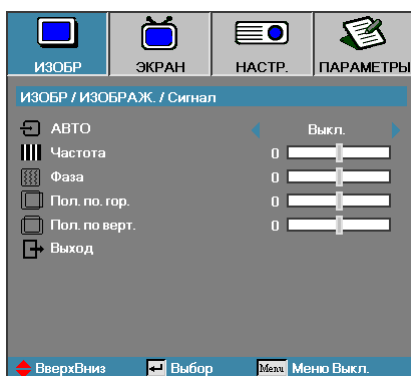 ИЗОБР ЭКРАН НАСТР. ПАРАМЕТРЫ
ИЗОБР / ИЗОБРАЖ. / Сигнал
АВТО Выкл.
Частота 0
Фаза 0
Пол. по. гор. 0
Пол. по верт. 0
Выход
ВверхВниз Выбор Menu Меню Выкл.